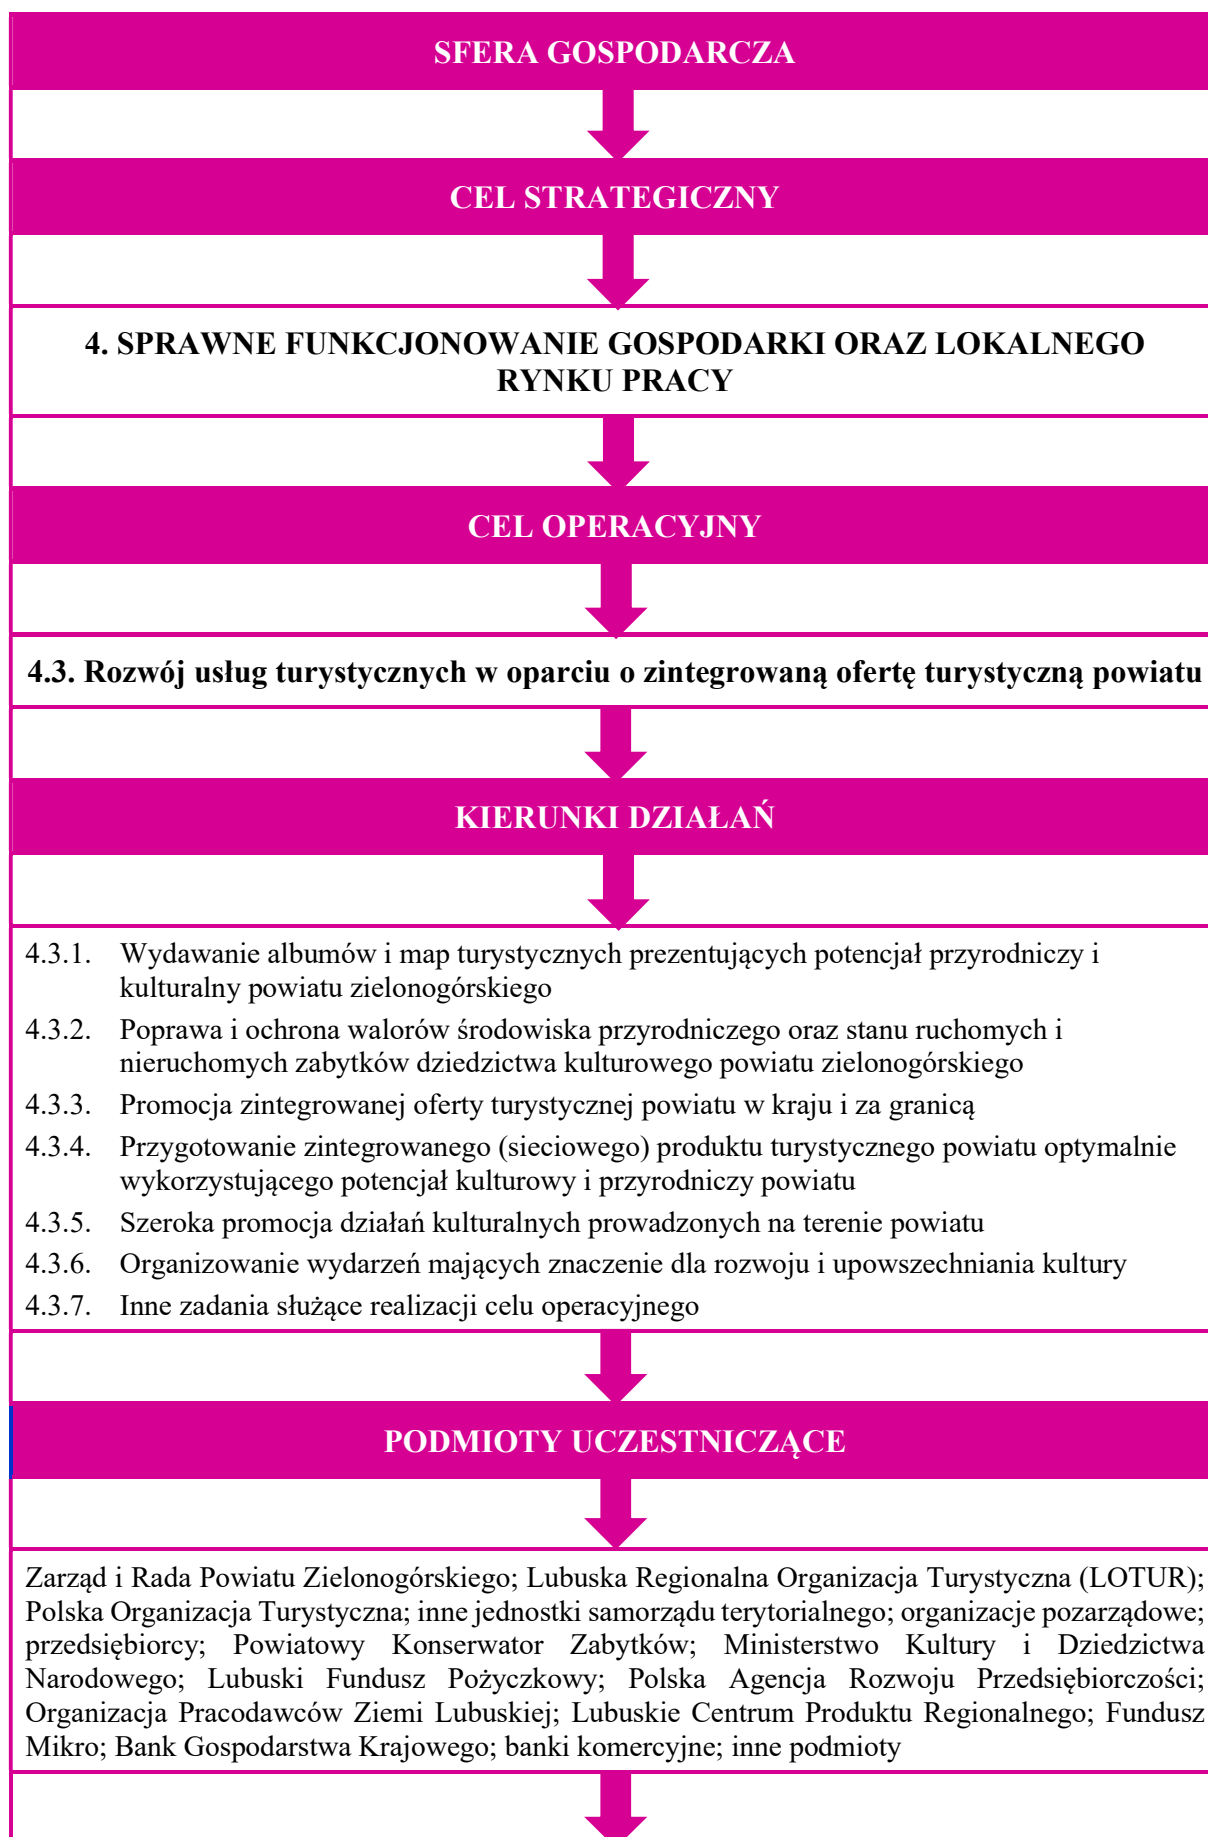 SFERA GOSPODARCZA
CEL STRATEGICZNY
4. SPRAWNE FUNKCJONOWANIE GOSPODARKI ORAZ LOKALNEGO
RYNKU PRACY
CEL OPERACYJNY
4.3. Rozwój usług turystycznych w oparciu o zintegrowaną ofertę turystyczną powiatu
KIERUNKI DZIAŁAŃ
4.3.1. Wydawanie albumów i map turystycznych prezentujących potencjał przyrodniczy i
kulturalny powiatu zielonogórskiego
4.3.2. Poprawa i ochrona walorów środowiska przyrodniczego oraz stanu ruchomych i
nieruchomych zabytków dziedzictwa kulturowego powiatu zielonogórskiego
4.3.3. Promocja zintegrowanej oferty turystycznej powiatu w kraju i za granicą
4.3.4. Przygotowanie zintegrowanego (sieciowego) produktu turystycznego powiatu optymalnie
wykorzystującego potencjał kulturowy i przyrodniczy powiatu
4.3.5. Szeroka promocja działań kulturalnych prowadzonych na terenie powiatu
4.3.6. Organizowanie wydarzeń mających znaczenie dla rozwoju i upowszechniania kultury
4.3.7. Inne zadania służące realizacji celu operacyjnego
PODMIOTY UCZESTNICZĄCE
Zarząd i Rada Powiatu Zielonogórskiego; Lubuska Regionalna Organizacja Turystyczna (LOTUR);
Polska Organizacja Turystyczna; inne jednostki samorządu terytorialnego; organizacje pozarządowe;
przedsiębiorcy; Powiatowy Konserwator Zabytków; Ministerstwo Kultury i Dziedzictwa
Narodowego; Lubuski Fundusz Pożyczkowy; Polska Agencja Rozwoju Przedsiębiorczości;
Organizacja Pracodawców Ziemi Lubuskiej; Lubuskie Centrum Produktu Regionalnego; Fundusz
Mikro; Bank Gospodarstwa Krajowego; banki komercyjne; inne podmioty